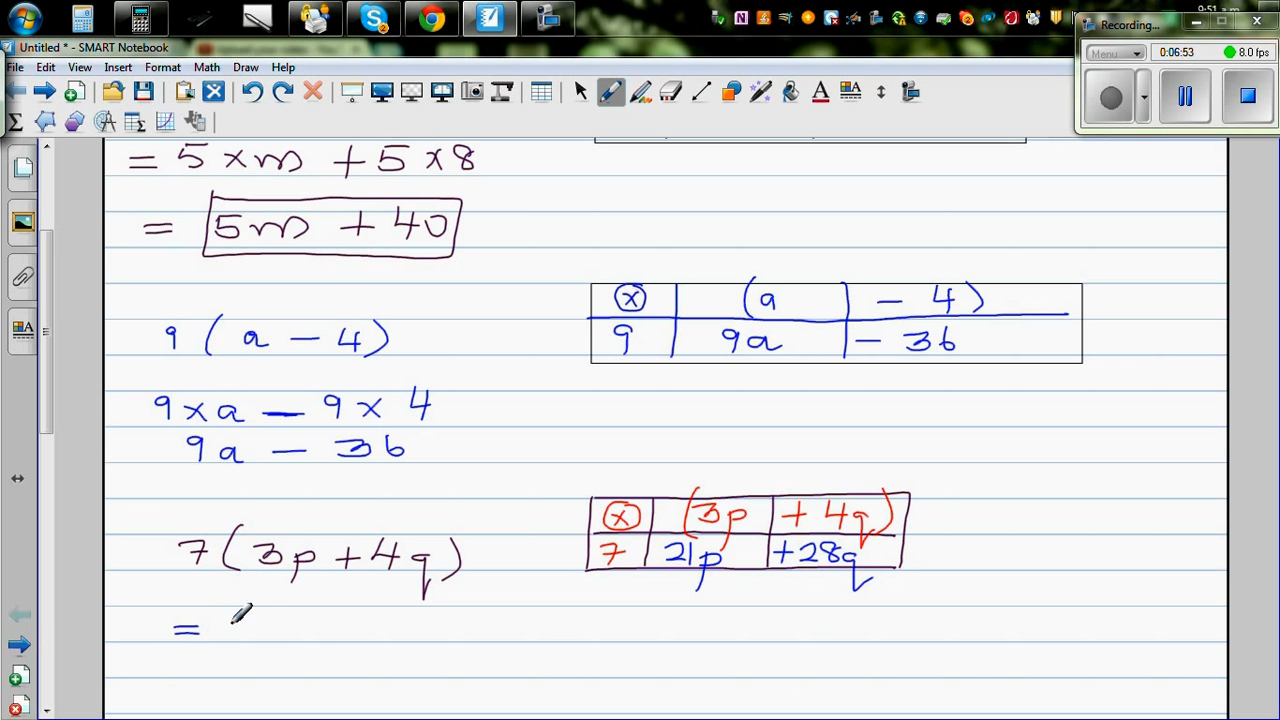 9:51 a.m.
Recording...
Untitled * - SMART Notebook
Menu
0:06:53
8.0 fps
File Edit View Insert Format Math Draw Help
= 5 × m + 5 × 8
= 5m + 40
9 ( a - 4 )
× ( a - 4 )
9 9a - 36
9 × a - 9 × 4
9a - 36
7 ( 3p + 4q )
× ( 3p + 4q )
7 21p + 28q
=